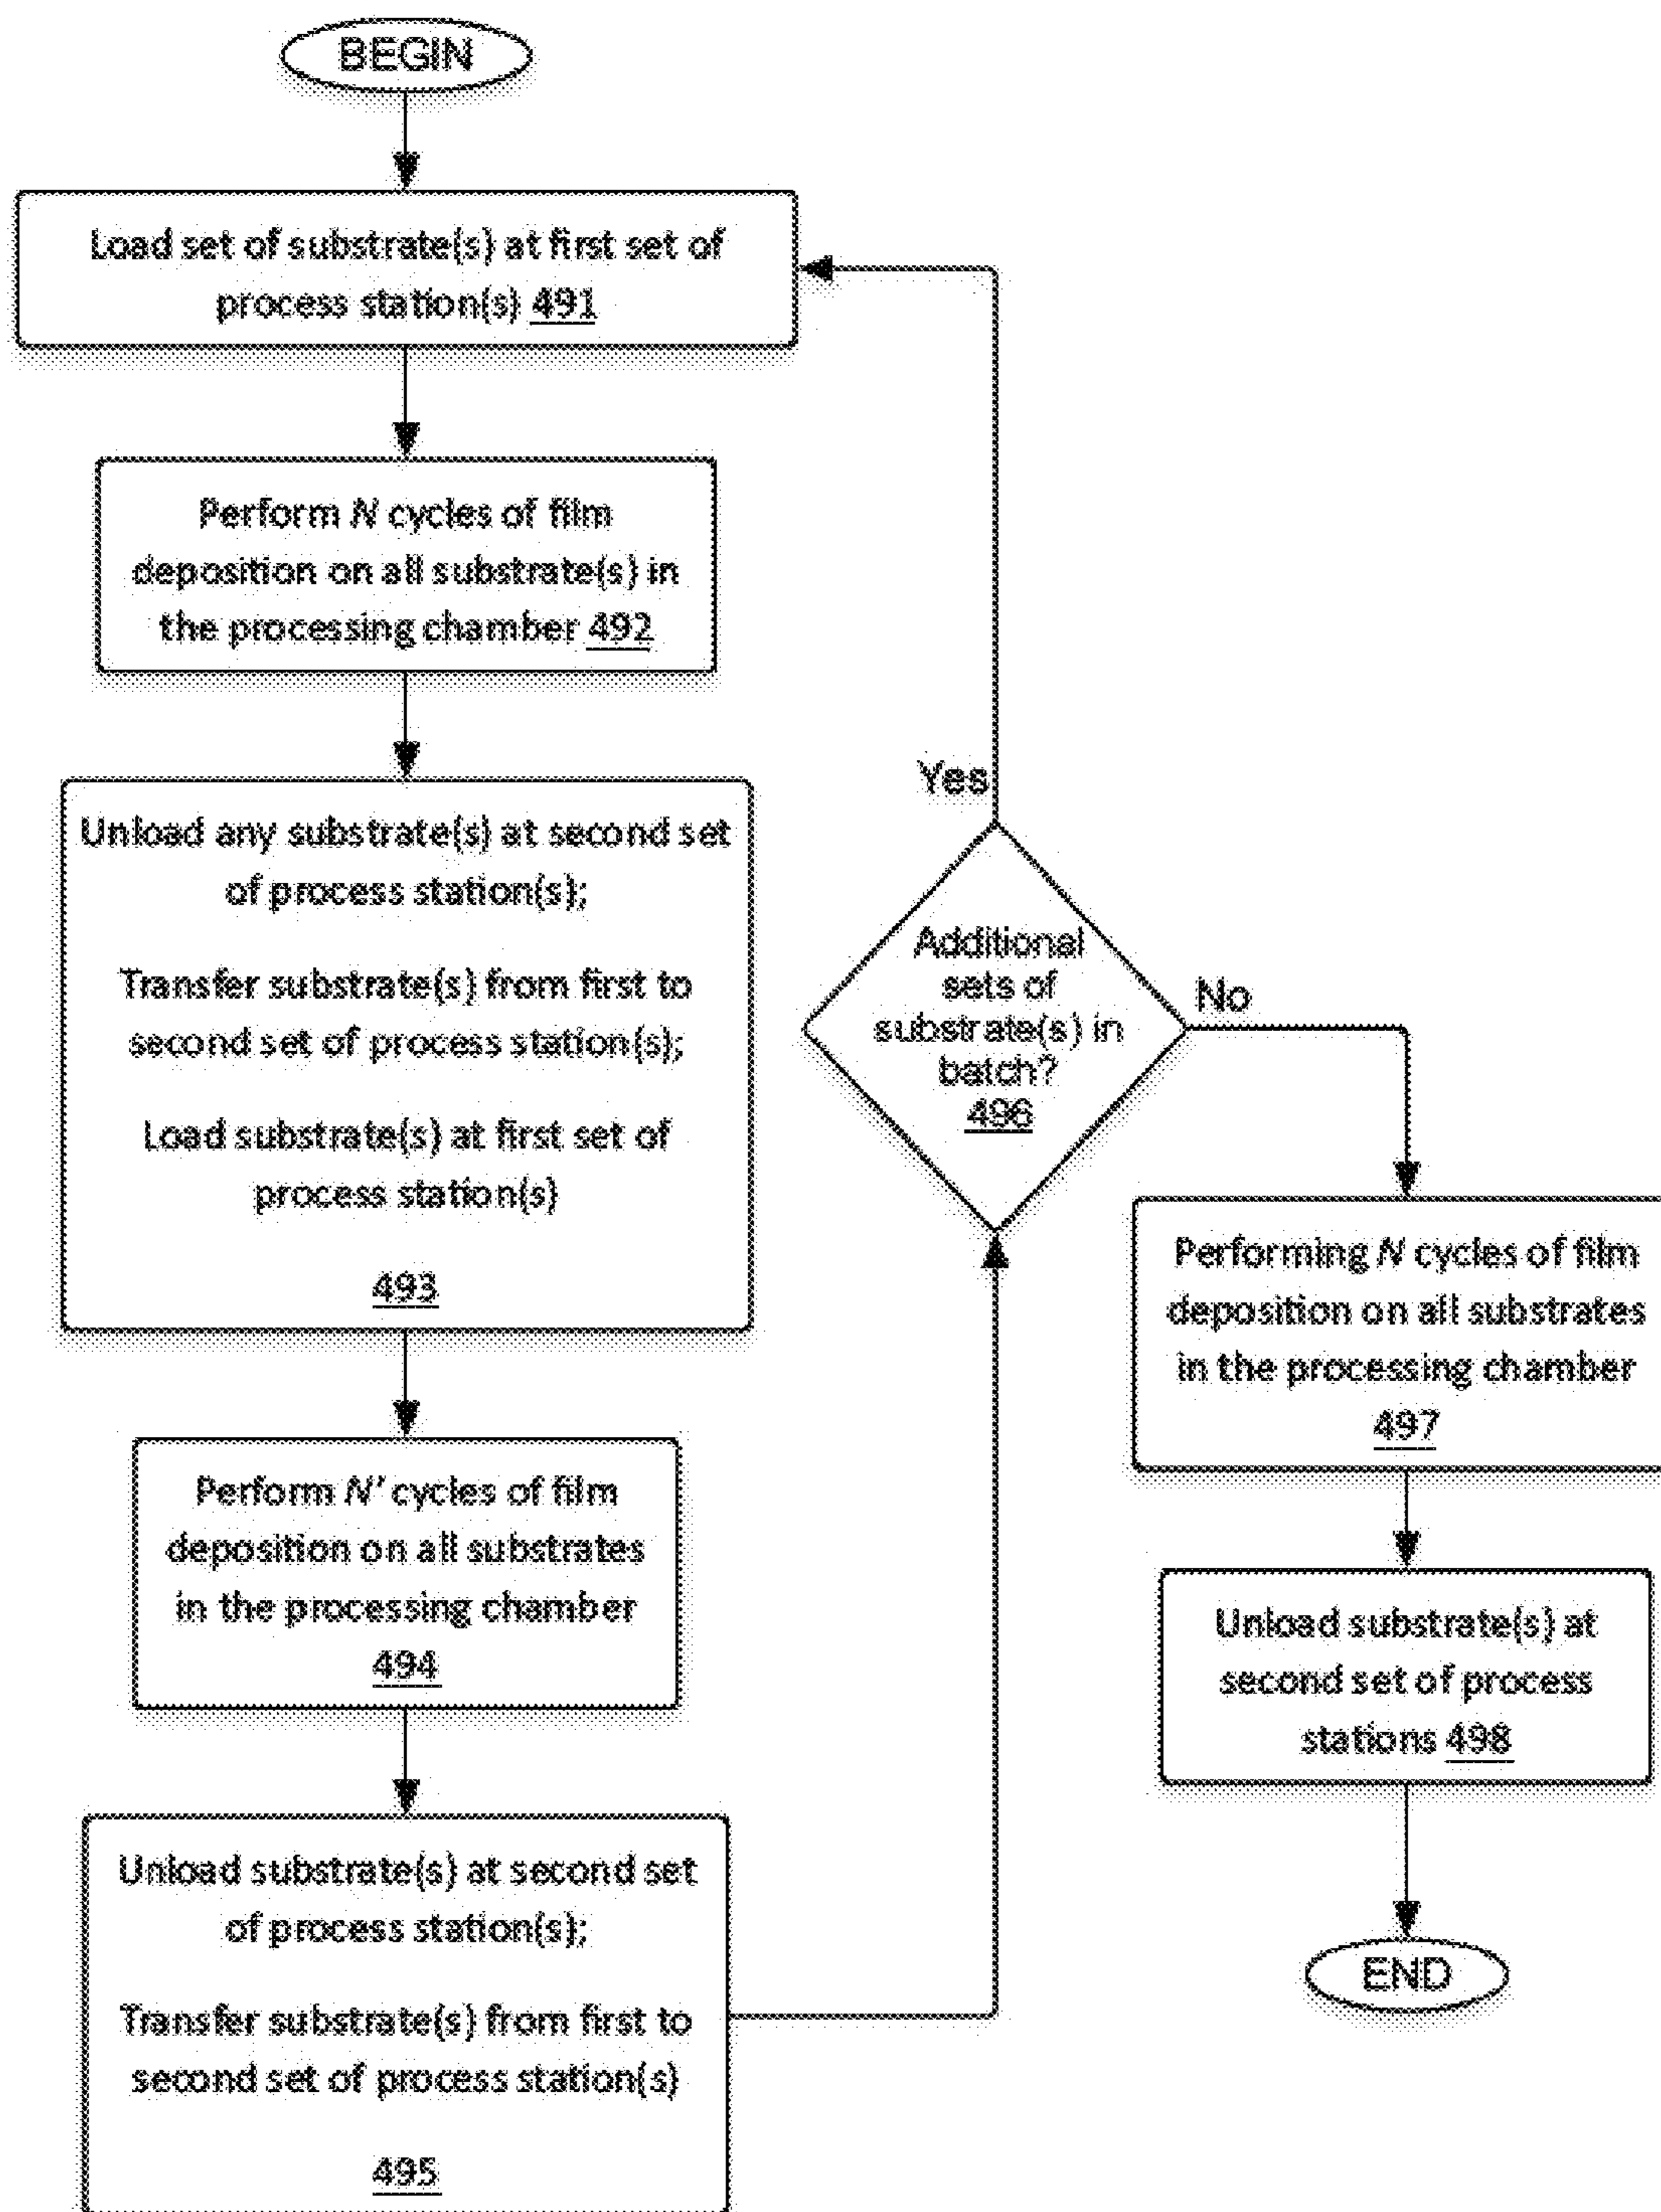 BEGIN
Load set of substrate(s) at first set of
process station(s) 491
Perform N cycles of film
deposition on all substrate(s) in
the processing chamber 492
Unload any substrate(s) at second set
of process station(s);
Transfer substrate(s) from first to
second set of process station(s);
Load substrate(s) at first set of
process station(s)
493
Perform N' cycles of film
deposition on all substrates
in the processing chamber
494
Unload substrate(s) at second set
of process station(s);
Transfer substrate(s) from first to
second set of process station(s)
495
Yes
Additional
sets of
substrate(s) in
batch?
496
No
Performing N cycles of film
deposition on all substrates
in the processing chamber
497
Unload substrate(s) at
second set of process
stations 498
END